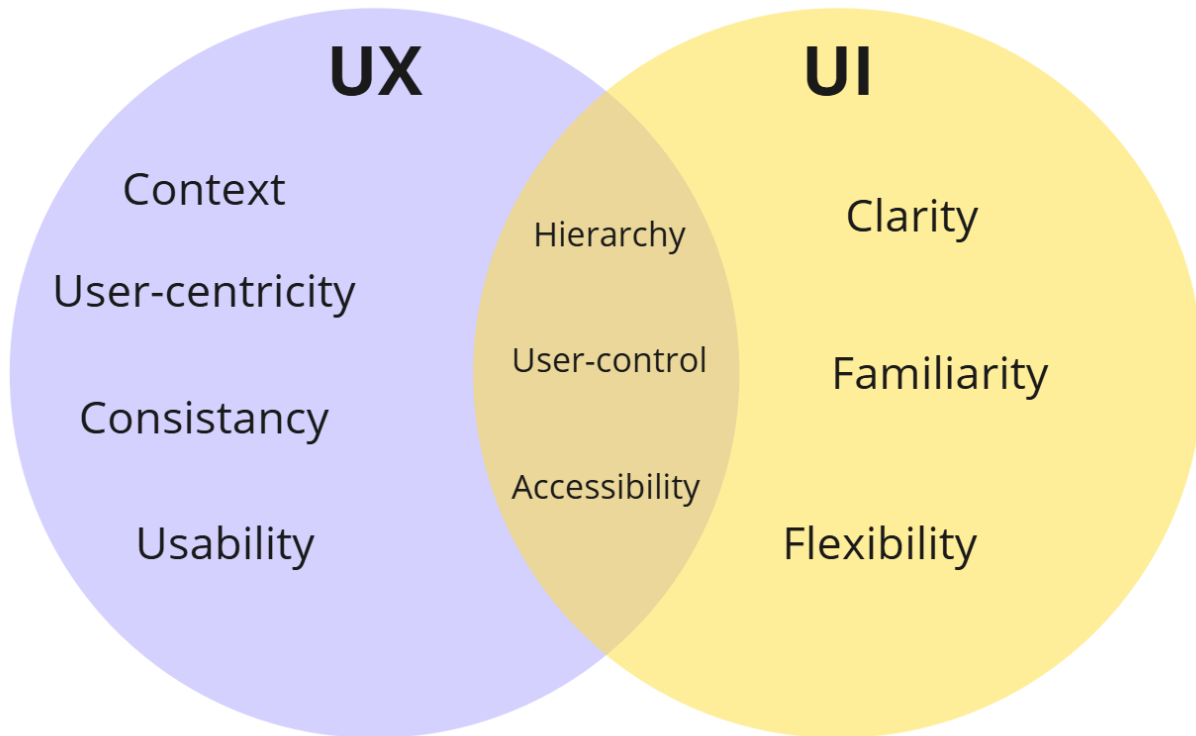 UX
Context
User-centricity
Consistancy
Usability
Hierarchy
User-control
Accessibility
UI
Clarity
Familiarity
Flexibility